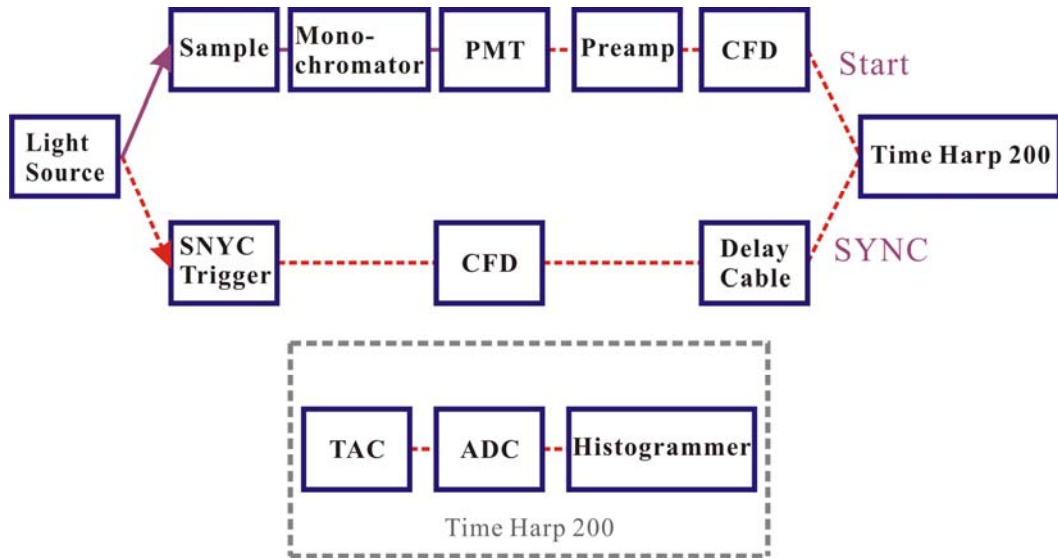 Sample
Mono-
chromator
PMT
Preamp
CFD
Start
Light
Source
Time Harp 200
SNYC
Trigger
CFD
Delay
Cable
SYNC
TAC
ADC
Histogrammer
Time Harp 200